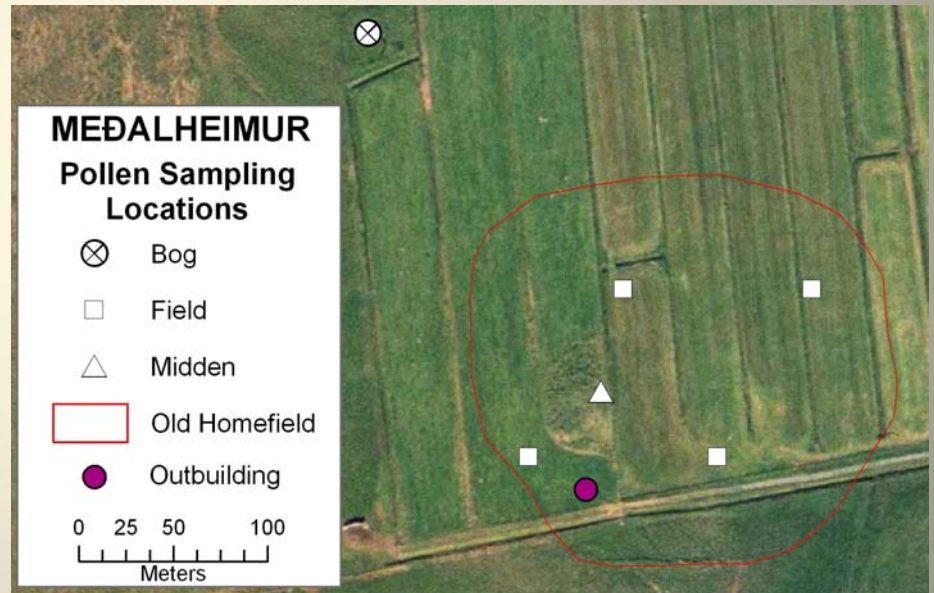 MEÐALHEIMUR
Pollen Sampling
Locations
Bog
Field
Midden
Old Homefield
Outbuilding
0 25 50 100
Meters